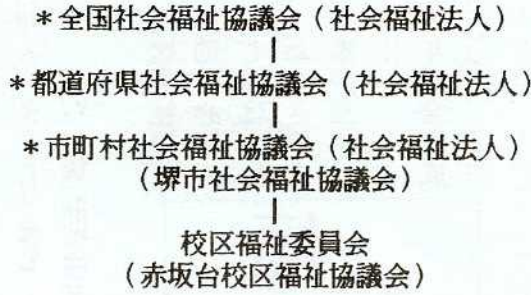 ＊全国社会福祉協議会（社会福祉法人）
＊都道府県社会福祉協議会（社会福祉法人）
＊市町村社会福祉協議会（社会福祉法人）
（堺市社会福祉協議会）
校区福祉委員会
（赤坂台校区福祉協議会）